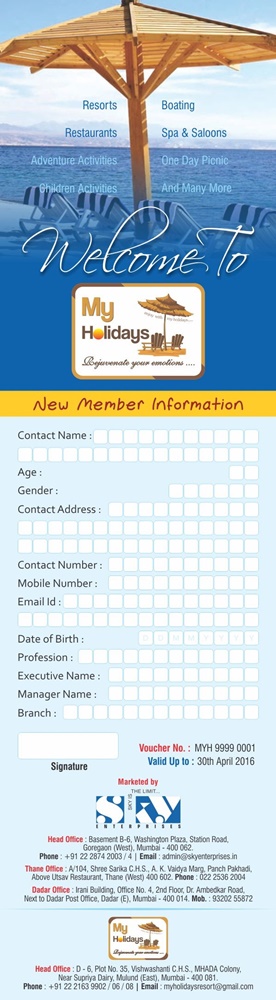 Resorts
Boating
Restaurants
Spa & Saloons
Adventure Activities
One Day Picnic
Children Activities
And Many More
Welcome To
My
Holidays
Rejuvenate your emotions ....
New Member Information
Contact Name :
Age :
Gender :
Contact Address :
Contact Number :
Mobile Number :
Email Id :
Date of Birth : D D M M Y Y Y Y
Profession :
Executive Name :
Manager Name :
Branch :
Signature
Voucher No. : MYH 9999 0001
Valid Up to : 30th April 2016
Marketed by
SKY IS THE LIMIT...
SKY
ENTERPRISES
Head Office : Basement B-6, Washington Plaza, Station Road,
Goregaon (West), Mumbai - 400 062.
Phone : +91 22 2874 2003 / 4 | Email : admin@skyenterprises.in
Thane Office : A/104, Shree Sarika C.H.S., A. K. Vaidya Marg, Panch Pakhadi,
Above Utsav Restaurant, Thane (West) 400 602. Phone : 022 2536 2004
Dadar Office : Irani Building, Office No. 4, 2nd Floor, Dr. Ambedkar Road,
Next to Dadar Post Office, Dadar (E), Mumbai - 400 014. Mob. : 93202 55872
My
Holidays
Head Office : D - 6, Plot No. 35, Vishwashanti C.H.S., MHADA Colony,
Near Supriya Dairy, Mulund (East), Mumbai - 400 081.
Phone : +91 22 2163 9902 / 06 / 08 | Email : myholidaysresort@gmail.com